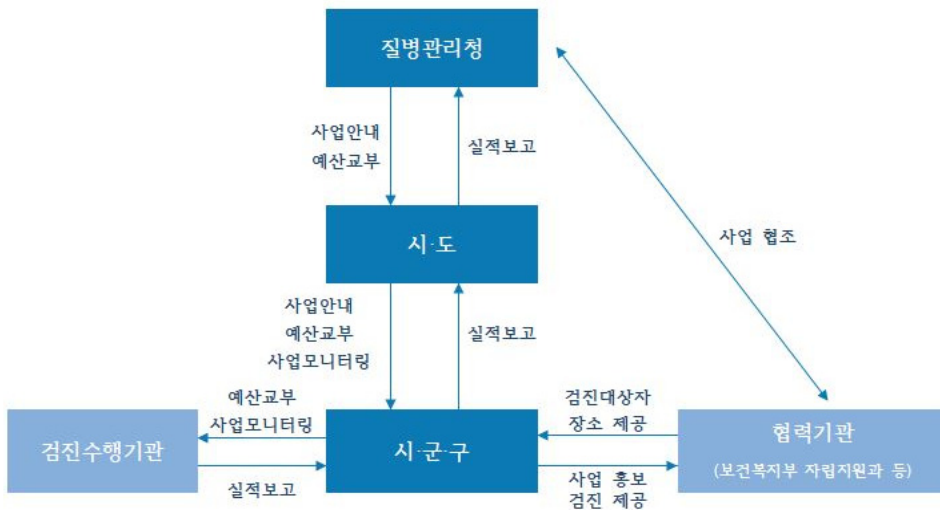 질병관리청
사업안내
예산교부
실적보고
사업 협조
시·도
사업안내
예산교부
사업모니터링
실적보고
예산교부
사업모니터링
검진대상자
장소 제공
검진수행기관
시·군·구
협력기관
(보건복지부 자립지원과 등)
실적보고
사업 홍보
검진 제공